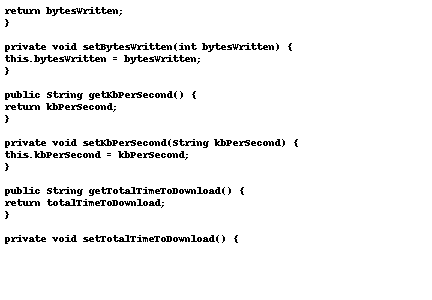 return bytesWritten;
}
private void setBytesWritten(int bytesWritten) {
this.bytesWritten = bytesWritten;
}
public String getKbPerSecond() {
return kbPerSecond;
}
private void setKbPerSecond(String kbPerSecond) {
this.kbPerSecond = kbPerSecond;
}
public String getTotalTimeToDownload() {
return totalTimeToDownload;
}
private void setTotalTimeToDownload() {